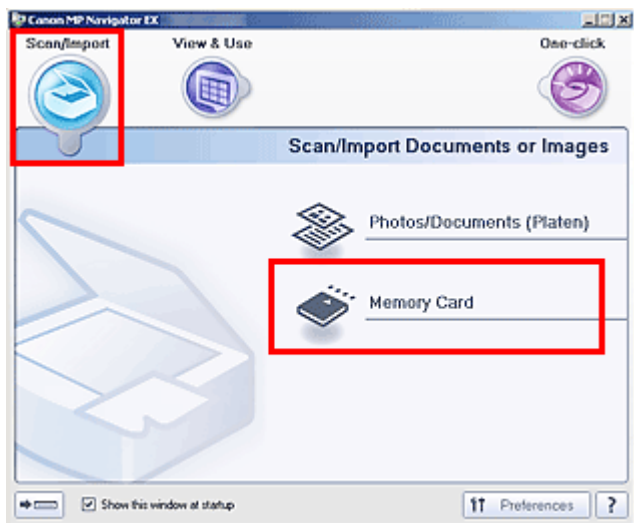 Canon MP Navigator EX
Scan/Import View & Use One-click
Scan/Import Documents or Images
Photos/Documents (Platen)
Memory Card
Show this window at startup
Preferences ?